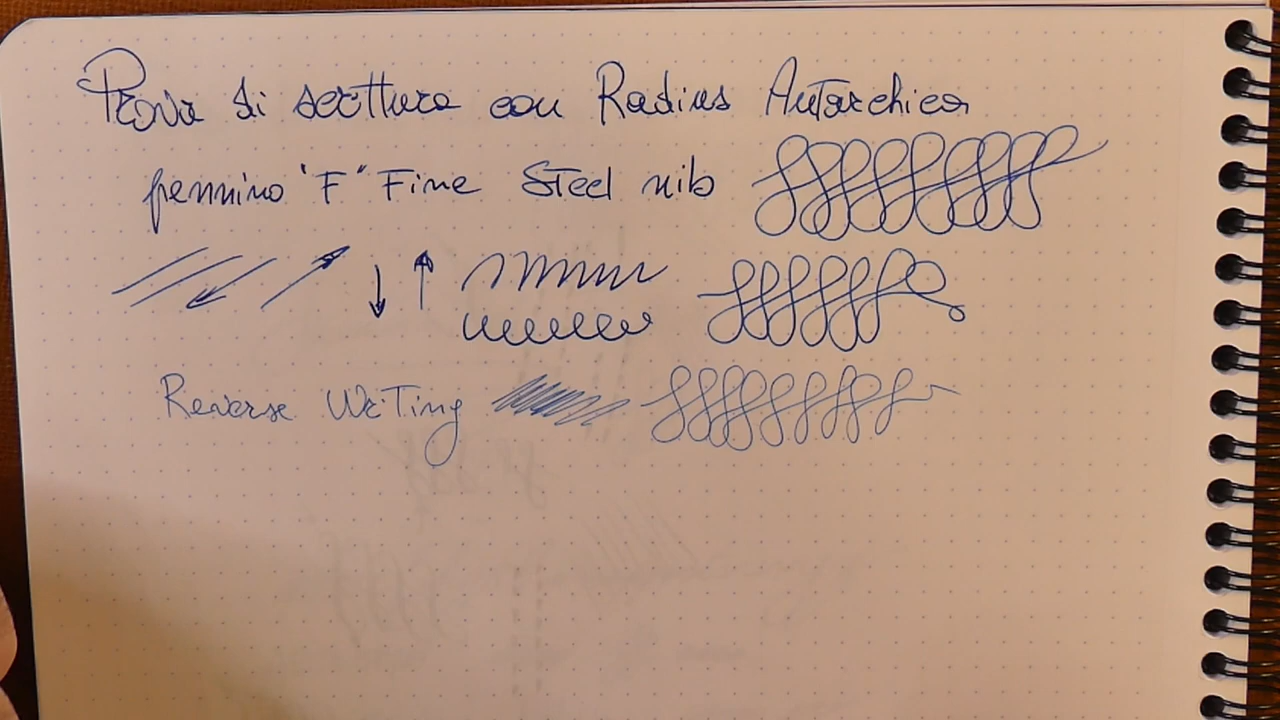 Prova di scrittura con Radius Autarchica
pennino "F" Fine Steel nib
Reverse Writing